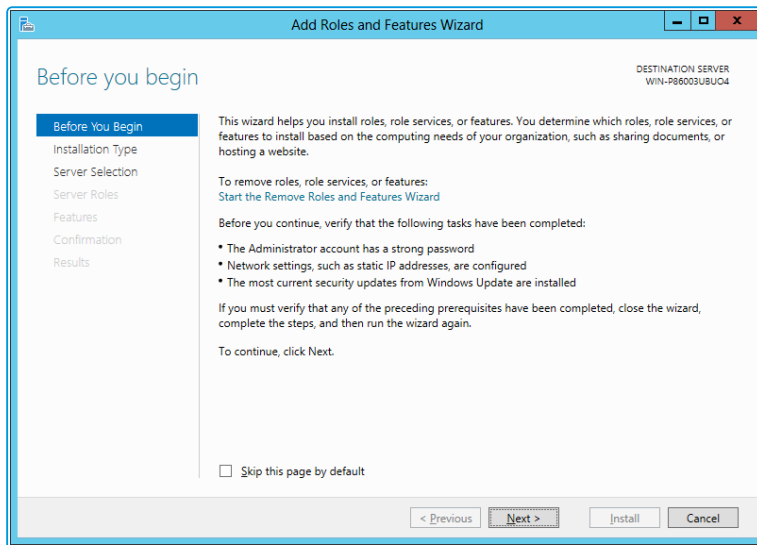 Add Roles and Features Wizard
Before you begin
DESTINATION SERVER
WIN-P86003UBUO4
Before You Begin
Installation Type
Server Selection
Server Roles
Features
Confirmation
Results
This wizard helps you install roles, role services, or features. You determine which roles, role services, or
features to install based on the computing needs of your organization, such as sharing documents, or
hosting a website.
To remove roles, role services, or features:
Start the Remove Roles and Features Wizard
Before you continue, verify that the following tasks have been completed:
• The Administrator account has a strong password
• Network settings, such as static IP addresses, are configured
• The most current security updates from Windows Update are installed
If you must verify that any of the preceding prerequisites have been completed, close the wizard,
complete the steps, and then run the wizard again.
To continue, click Next.
Skip this page by default
< Previous
Next >
Install
Cancel